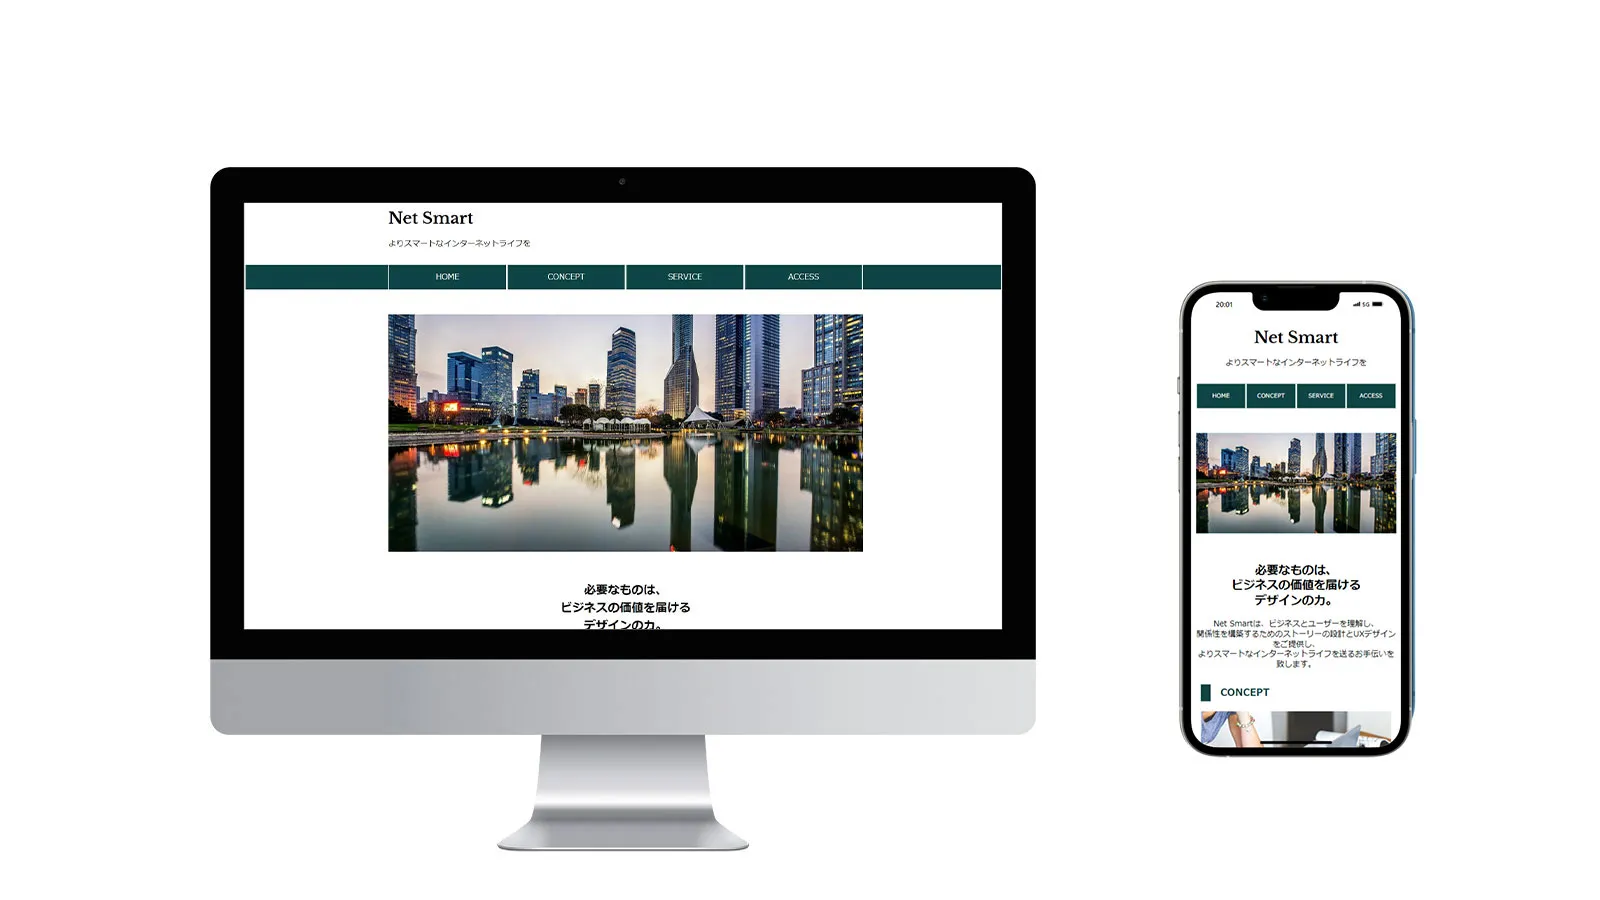 Net Smart
よりスマートなインターネットライフを
HOME
CONCEPT
SERVICE
ACCESS
必要なものは、
ビジネスの価値を届ける
デザインの力。
20:01
5G
Net Smart
よりスマートなインターネットライフを
HOME
CONCEPT
SERVICE
ACCESS
必要なものは、
ビジネスの価値を届ける
デザインの力。
Net Smartは、ビジネスとユーザーを理解し、
関係性を構築するためのストーリーの設計とUXデザイン
をご提供し、
よりスマートなインターネットライフを送るお手伝いを
致します。
CONCEPT